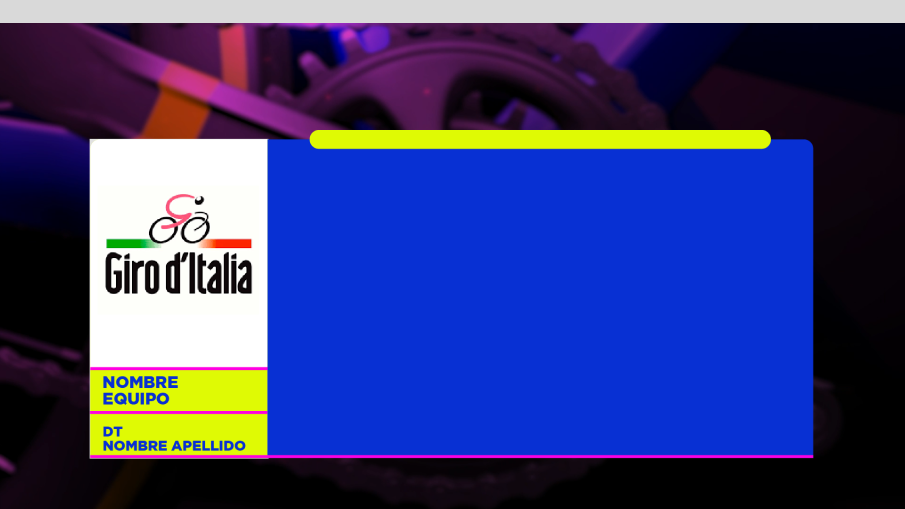 Giro d'Italia
NOMBRE
EQUIPO
DT
NOMBRE APELLIDO